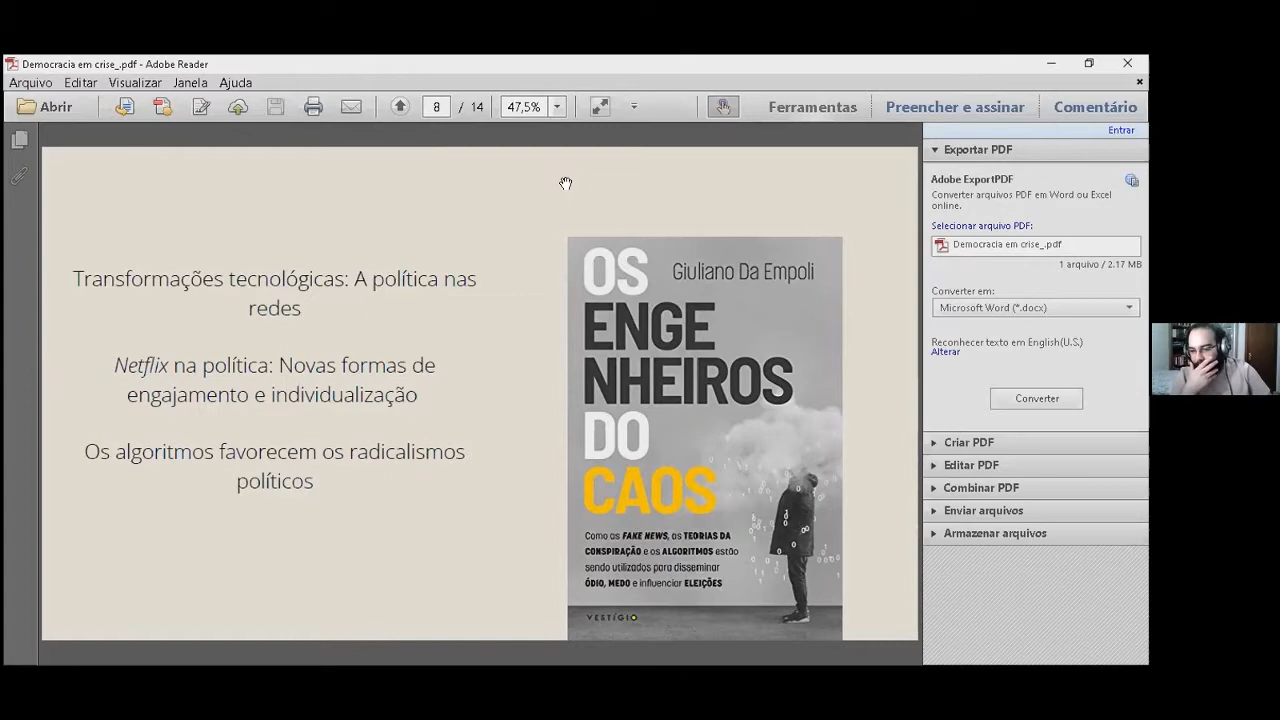 Democracia em crise_.pdf - Adobe Reader
Arquivo Editar Visualizar Janela Ajuda
Abrir 8 / 14 47,5% Ferramentas Preencher e assinar Comentário
Entrar
Transformações tecnológicas: A política nas
redes
Netflix na política: Novas formas de
engajamento e individualização
Os algoritmos favorecem os radicalismos
políticos
OS
Giuliano Da Empoli
ENGE
NHEIROS
DO
CAOS
Como as FAKE NEWS, as TEORIAS DA
CONSPIRAÇÃO e os ALGORITMOS estão
sendo utilizados para disseminar
ÓDIO, MEDO e influenciar ELEIÇÕES
VESTÍGIO
Exportar PDF
Adobe ExportPDF
Converter arquivos PDF em Word ou Excel
online.
Selecionar arquivo PDF:
Democracia em crise_.pdf
1 arquivo / 2.17 MB
Converter em:
Microsoft Word (*.docx)
Reconhecer texto em English(U.S.)
Alterar
Converter
Criar PDF
Editar PDF
Combinar PDF
Enviar arquivos
Armazenar arquivos